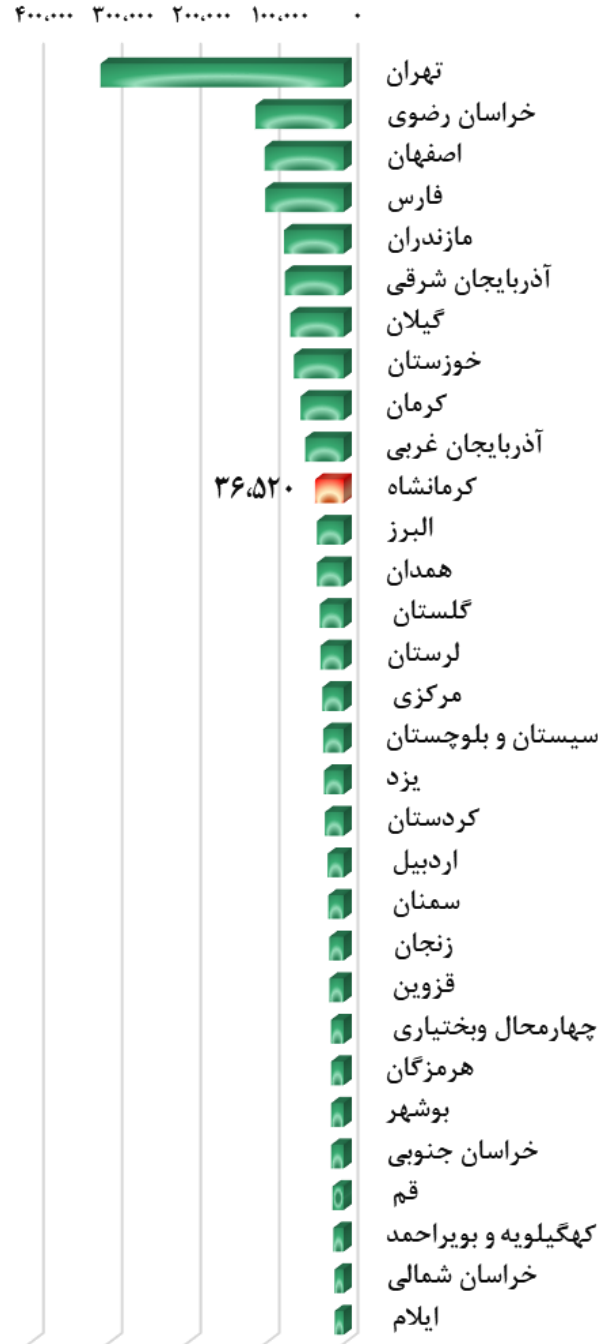 ۴۰۰،۰۰۰ ۳۰۰،۰۰۰ ۲۰۰،۰۰۰ ۱۰۰،۰۰۰ ۰
تهران
خراسان رضوی
اصفهان
فارس
مازندران
آذربایجان شرقی
گیلان
خوزستان
کرمان
آذربایجان غربی
کرمانشاه
۳۶،۵۲۰
البرز
همدان
گلستان
لرستان
مرکزی
سیستان و بلوچستان
یزد
کردستان
اردبیل
سمنان
زنجان
قزوین
چهارمحال وبختیاری
هرمزگان
بوشهر
خراسان جنوبی
قم
کهگیلویه و بویراحمد
خراسان شمالی
ایلام